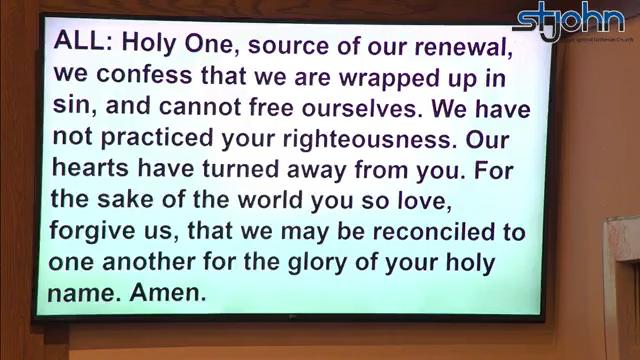 stjohn
ALL: Holy One, source of our renewal,
we confess that we are wrapped up in
sin, and cannot free ourselves. We have
not practiced your righteousness. Our
hearts have turned away from you. For
the sake of the world you so love,
forgive us, that we may be reconciled to
one another for the glory of your holy
name. Amen.